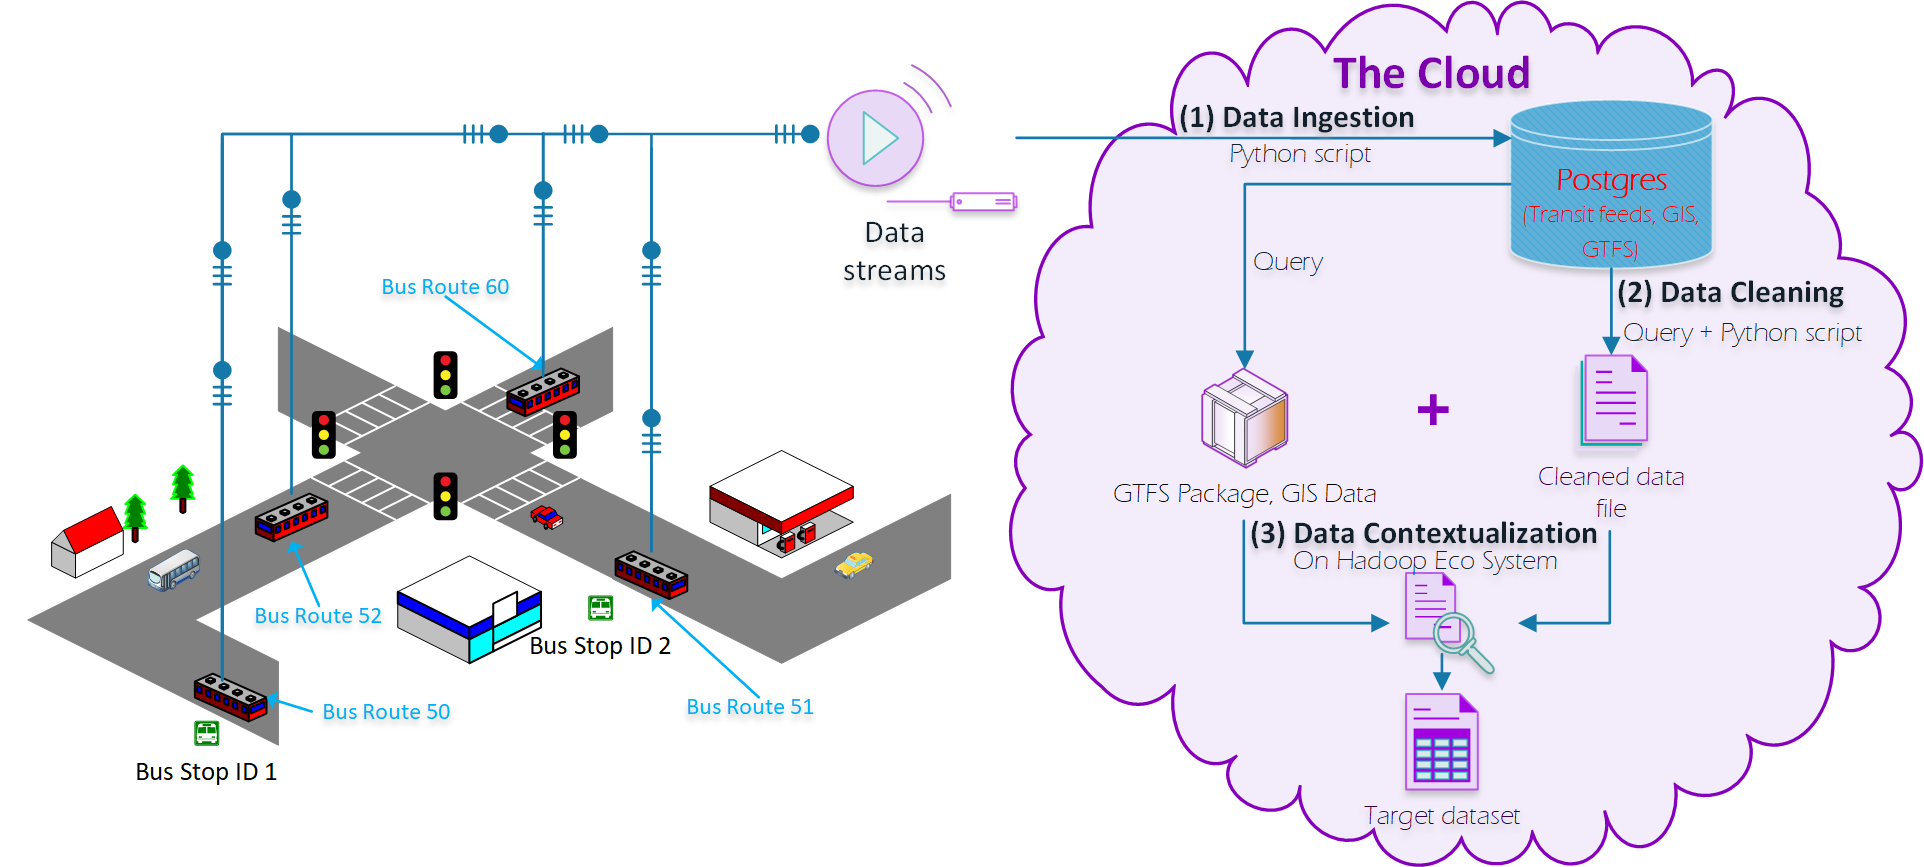 The Cloud
(1) Data Ingestion
Python script
Postgres
(Transit feeds, GIS,
GTFS)
Data
streams
Query
(2) Data Cleaning
Query + Python script
Bus Route 60
GTFS Package, GIS Data
Cleaned data
file
(3) Data Contextualization
On Hadoop Eco System
Bus Route 52
Bus Stop ID 2
Bus Route 51
Bus Route 50
Bus Stop ID 1
Target dataset